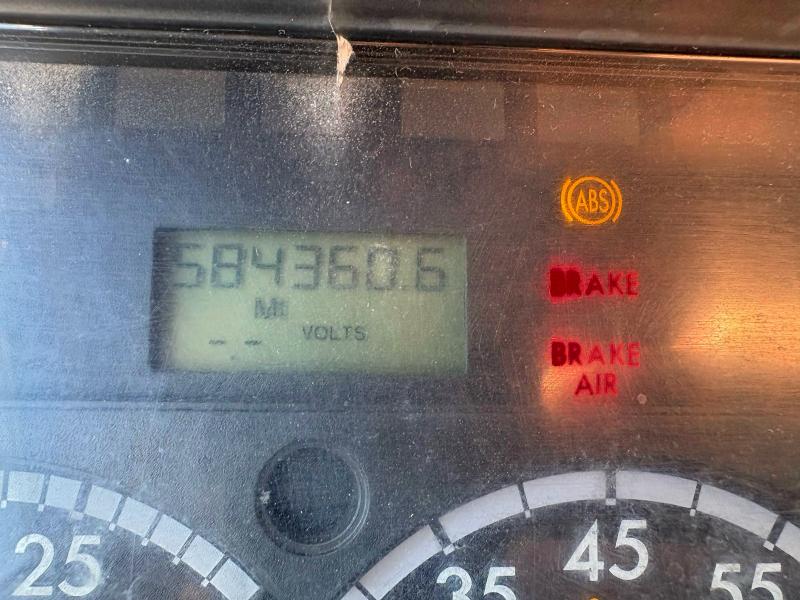 ABS
584360.6
MI
BRAKE
VOLTS
-.-
BRAKE
AIR
25
35
45
55